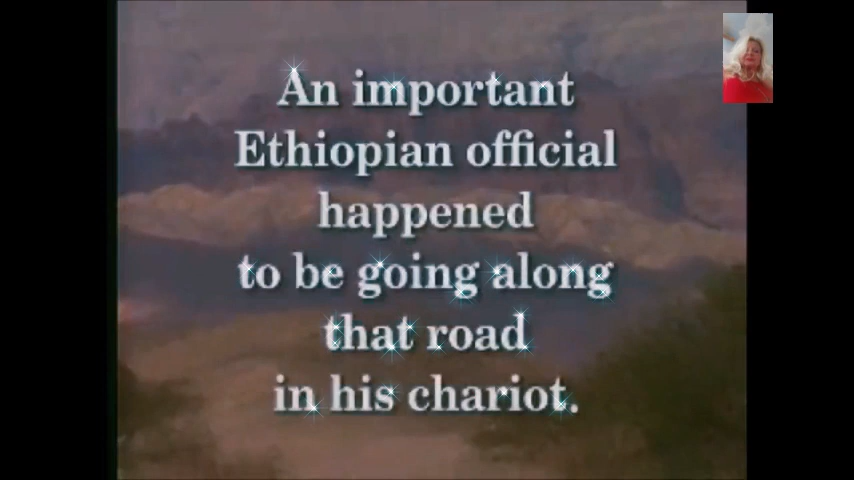 An important
Ethiopian official
happened
to be going along
that road
in his chariot.